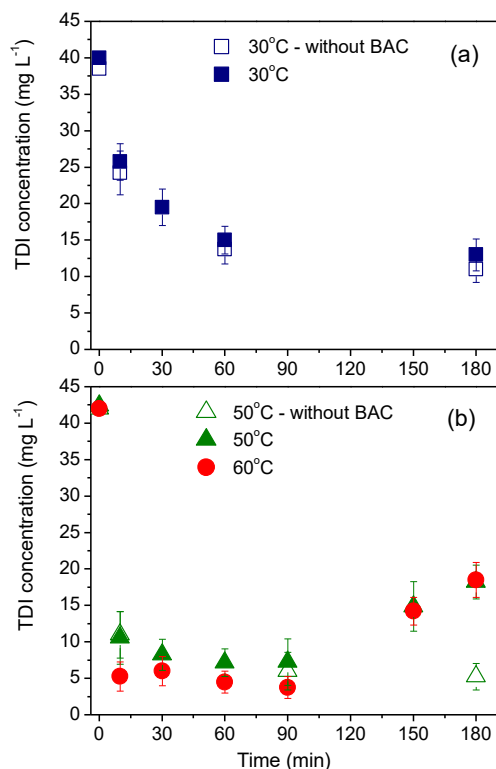 30°C - without BAC
(a)
30°C
TDI concentration (mg L⁻¹)
45
40
35
30
25
20
15
10
5
0
0 30 60 90 120 150 180
50°C - without BAC
(b)
50°C
60°C
TDI concentration (mg L⁻¹)
45
40
35
30
25
20
15
10
5
0
0 30 60 90 120 150 180
Time (min)